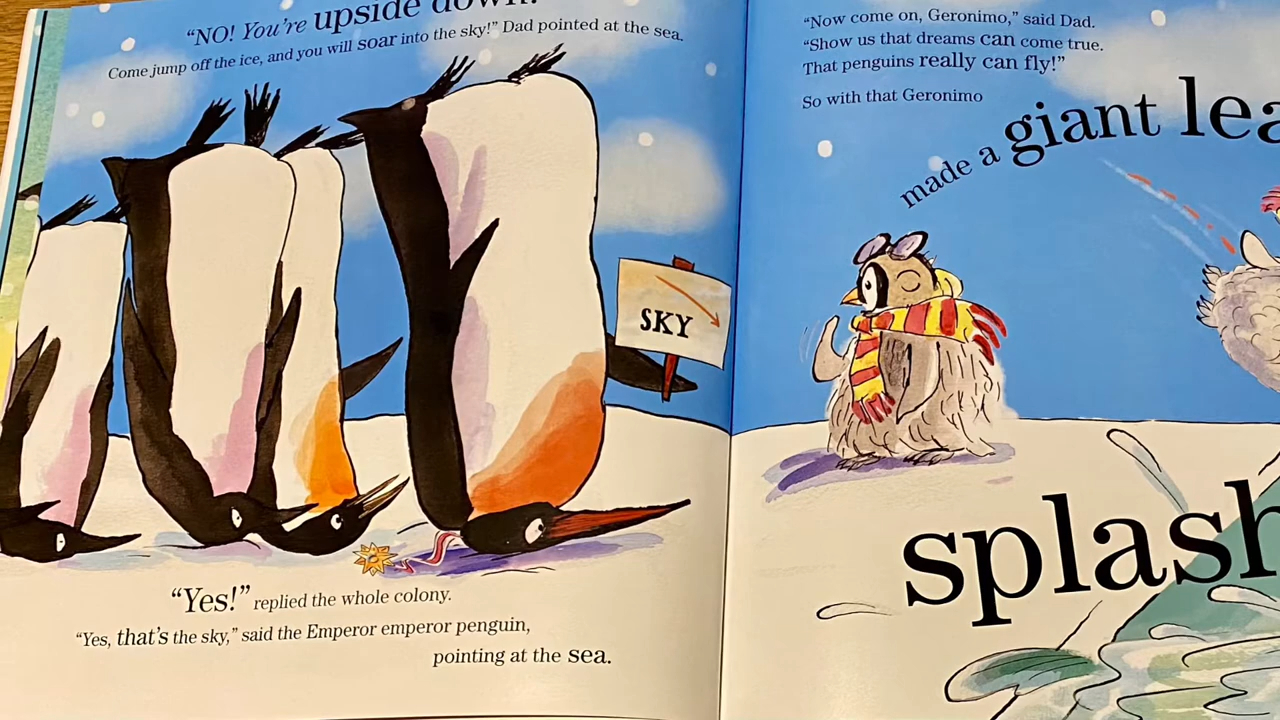 “NO! You’re upside down!
Come jump off the ice, and you will soar into the sky!” Dad pointed at the sea.
SKY
“Yes!” replied the whole colony.
“Yes, that’s the sky,” said the Emperor emperor penguin,
pointing at the sea.
“Now come on, Geronimo,” said Dad.
“Show us that dreams can come true.
That penguins really can fly!”
So with that Geronimo
made a giant lea
splash